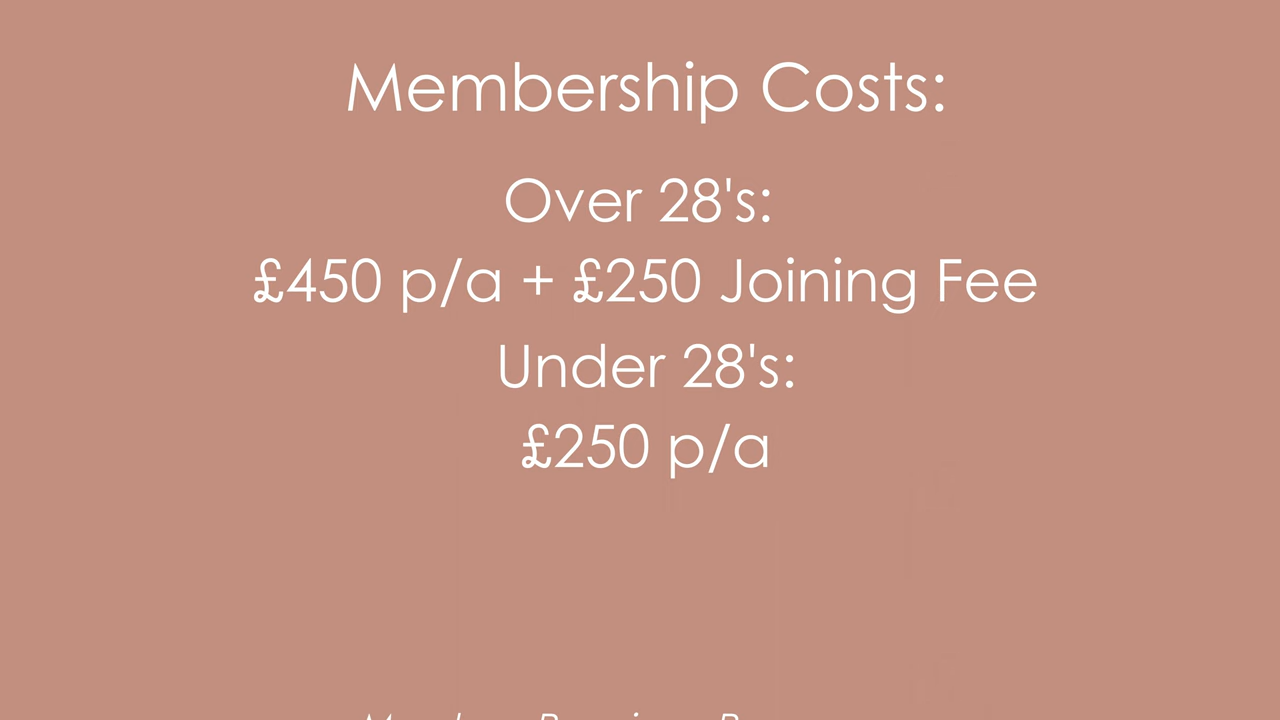 Membership Costs:
Over 28's:
£450 p/a + £250 Joining Fee
Under 28's:
£250 p/a